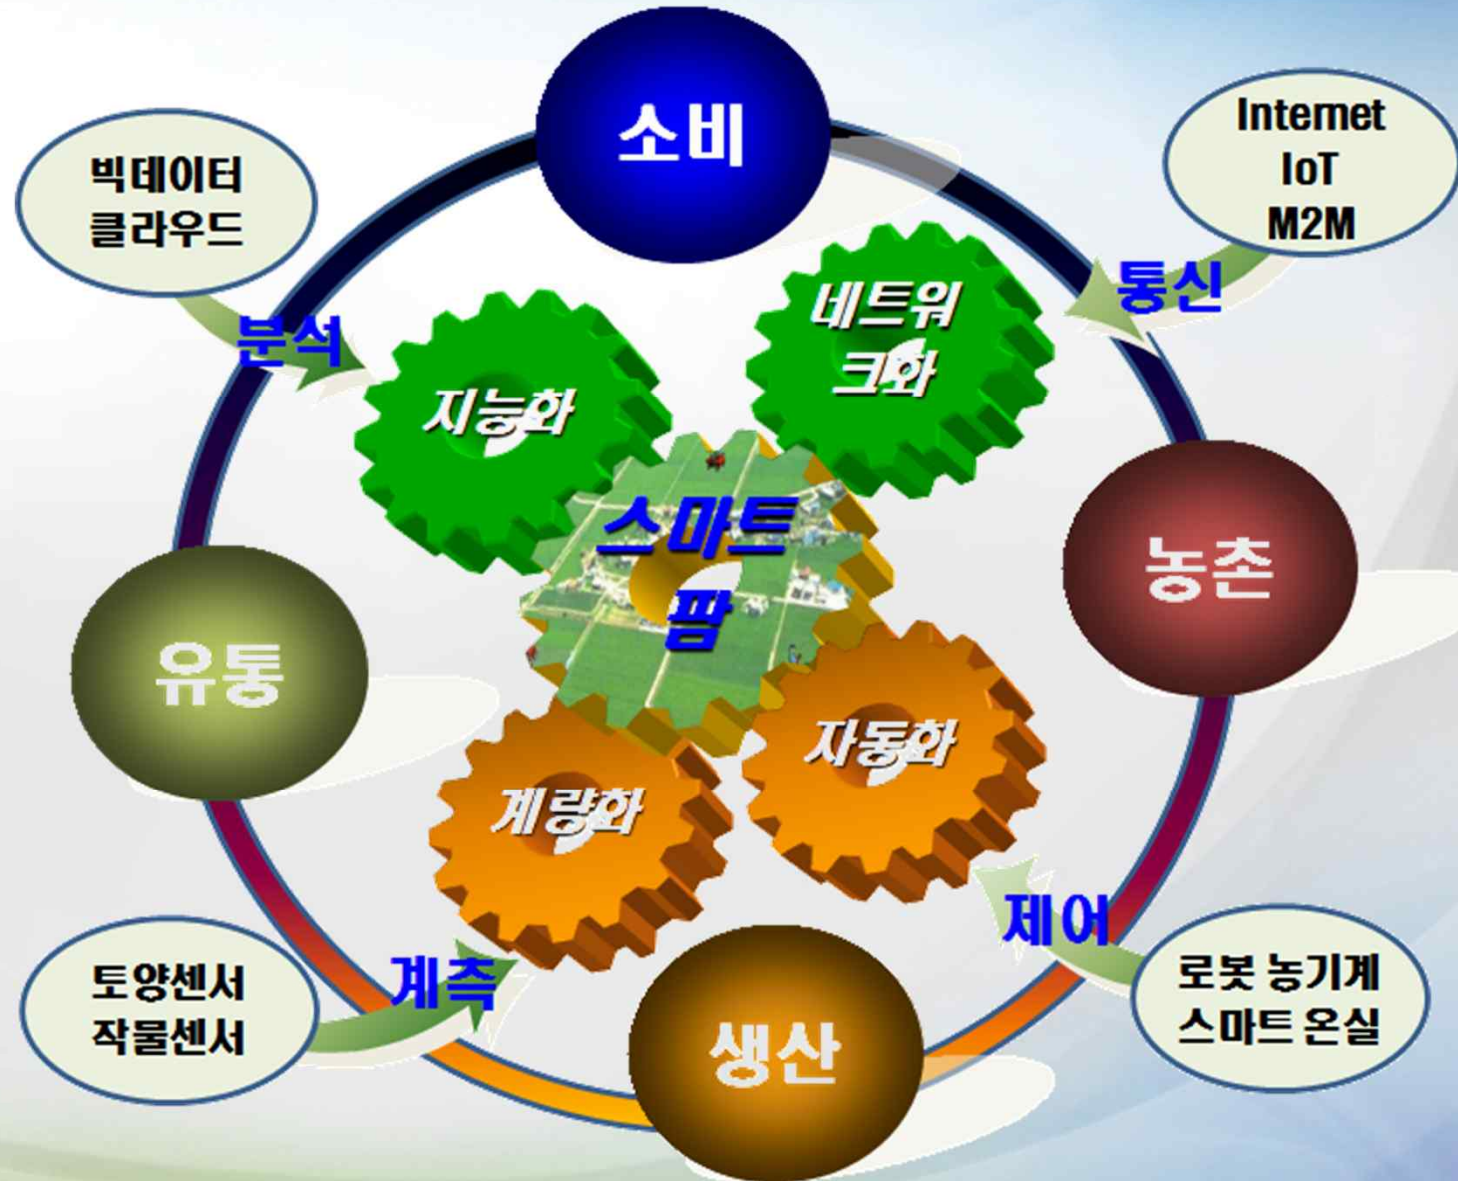 소비
빅데이터
클라우드
Internet
IoT
M2M
분석
통신
지능화
네트워
크화
스마트
팜
농촌
유통
계량화
자동화
토양센서
작물센서
계측
제어
로봇 농기계
스마트 온실
생산